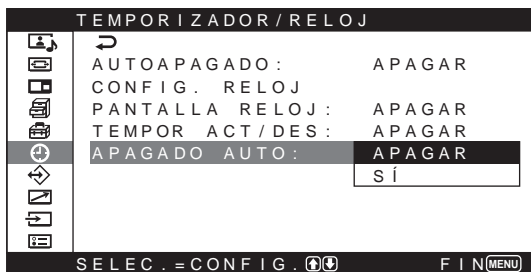 TEMPORIZADOR/RELOJ
AUTOAPAGADO: APAGAR
CONFIG. RELOJ
PANTALLA RELOJ: APAGAR
TEMPOR ACT/DES: APAGAR
APAGADO AUTO: APAGAR
SÍ
SELEC.=CONFIG. FIN MENU